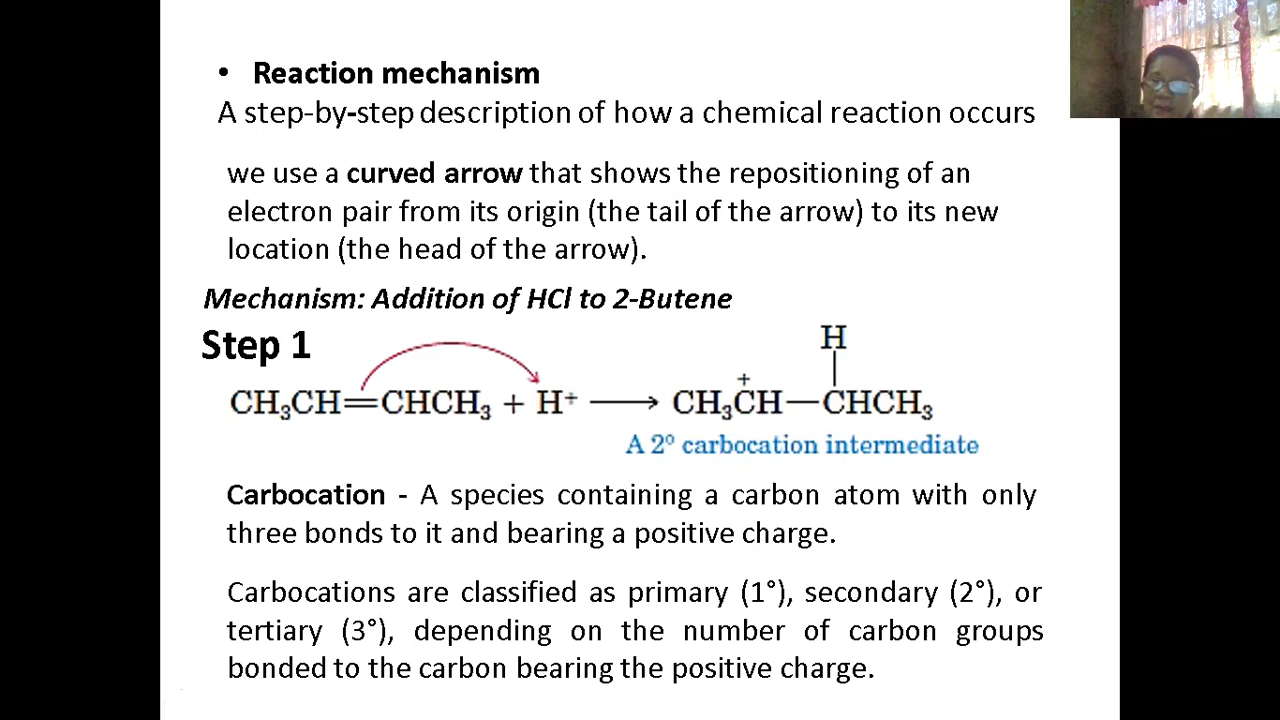 • Reaction mechanism
A step-by-step description of how a chemical reaction occurs
we use a curved arrow that shows the repositioning of an
electron pair from its origin (the tail of the arrow) to its new
location (the head of the arrow).
Mechanism: Addition of HCl to 2-Butene
Step 1
H
CH₃CH=CHCH₃ + H⁺ ⟶ CH₃C⁺H—CHCH₃
A 2° carbocation intermediate
Carbocation - A species containing a carbon atom with only
three bonds to it and bearing a positive charge.
Carbocations are classified as primary (1°), secondary (2°), or
tertiary (3°), depending on the number of carbon groups
bonded to the carbon bearing the positive charge.